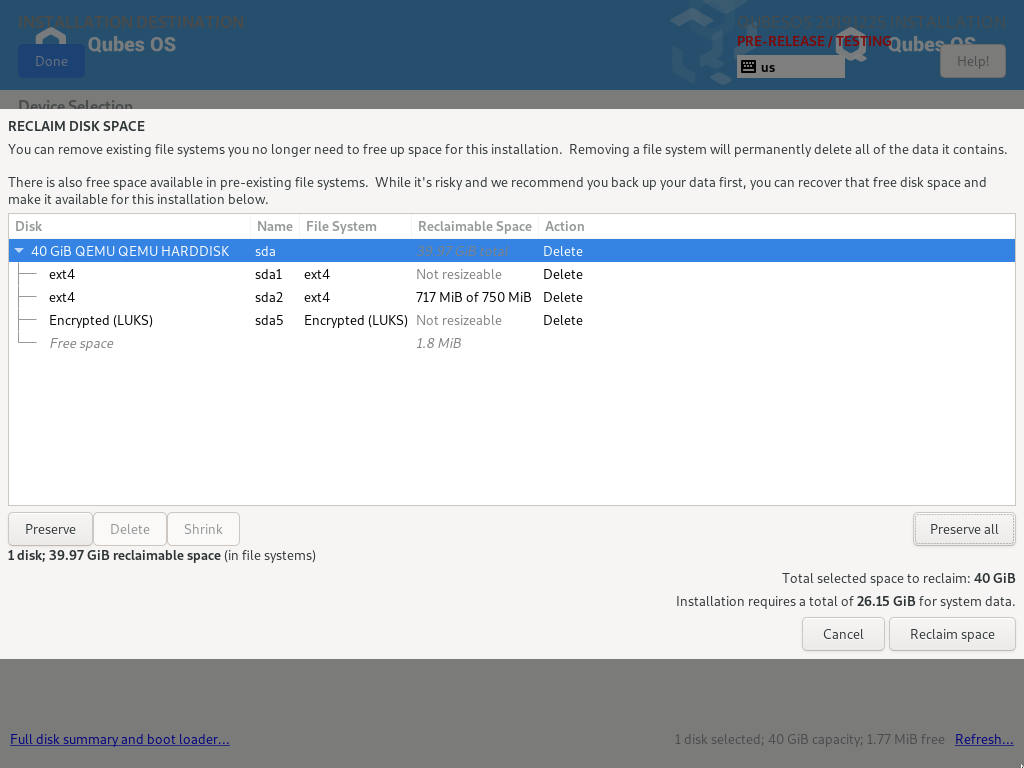 INSTALLATION DESTINATION
Qubes OS
Done
QUBESOS 20191225 INSTALLATION
PRE-RELEASE / TESTING
Qubes OS
us
Help!
Device Selection
RECLAIM DISK SPACE
You can remove existing file systems you no longer need to free up space for this installation.  Removing a file system will permanently delete all of the data it contains.
There is also free space available in pre-existing file systems.  While it's risky and we recommend you back up your data first, you can recover that free disk space and
make it available for this installation below.
Disk Name File System Reclaimable Space Action
40 GiB QEMU QEMU HARDDISK sda 39.97 GiB total Delete
ext4 sda1 ext4 Not resizeable Delete
ext4 sda2 ext4 717 MiB of 750 MiB Delete
Encrypted (LUKS) sda5 Encrypted (LUKS) Not resizeable Delete
Free space 1.8 MiB
Preserve Delete Shrink Preserve all
1 disk; 39.97 GiB reclaimable space (in file systems)
Total selected space to reclaim: 40 GiB
Installation requires a total of 26.15 GiB for system data.
Cancel Reclaim space
Full disk summary and boot loader... 1 disk selected; 40 GiB capacity; 1.77 MiB free Refresh...